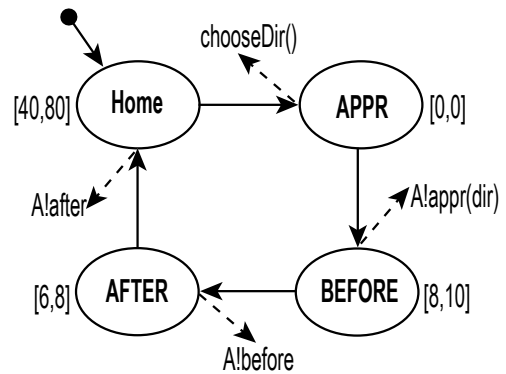 chooseDir()
[40,80]
Home
APPR
[0,0]
A!after
A!appr(dir)
[6,8]
AFTER
BEFORE
[8,10]
A!before